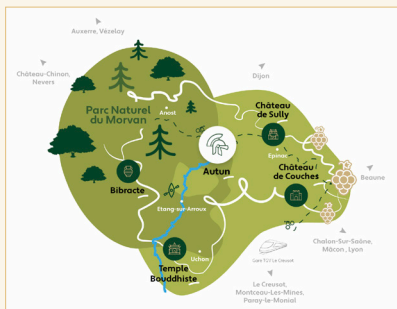 Auxerre, Vézelay
Château-Chinon,
Nevers
Dijon
Parc Naturel
du Morvan
Anost
Château
de Sully
Epinac
Autun
Château
de Couches
Bibracte
Beaune
Etang-sur-Arroux
Uchon
Temple
Bouddhiste
Gare TGV Le Creusot
Chalon-Sur-Saône,
Mâcon, Lyon
Le Creusot,
Montceau-Les-Mines,
Paray-le-Monial